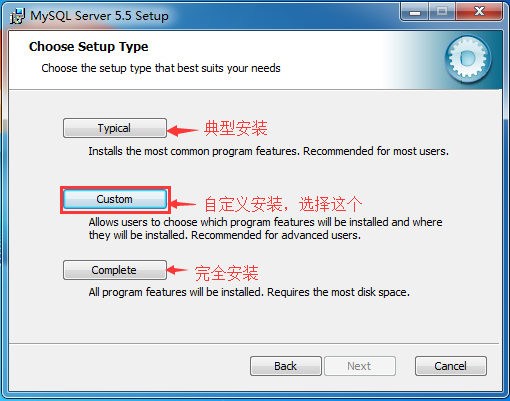 MySQL Server 5.5 Setup
Choose Setup Type
Choose the setup type that best suits your needs
Typical
典型安装
Installs the most common program features. Recommended for most users.
Custom
自定义安装，选择这个
Allows users to choose which program features will be installed and where
they will be installed. Recommended for advanced users.
Complete
完全安装
All program features will be installed. Requires the most disk space.
Back
Next
Cancel